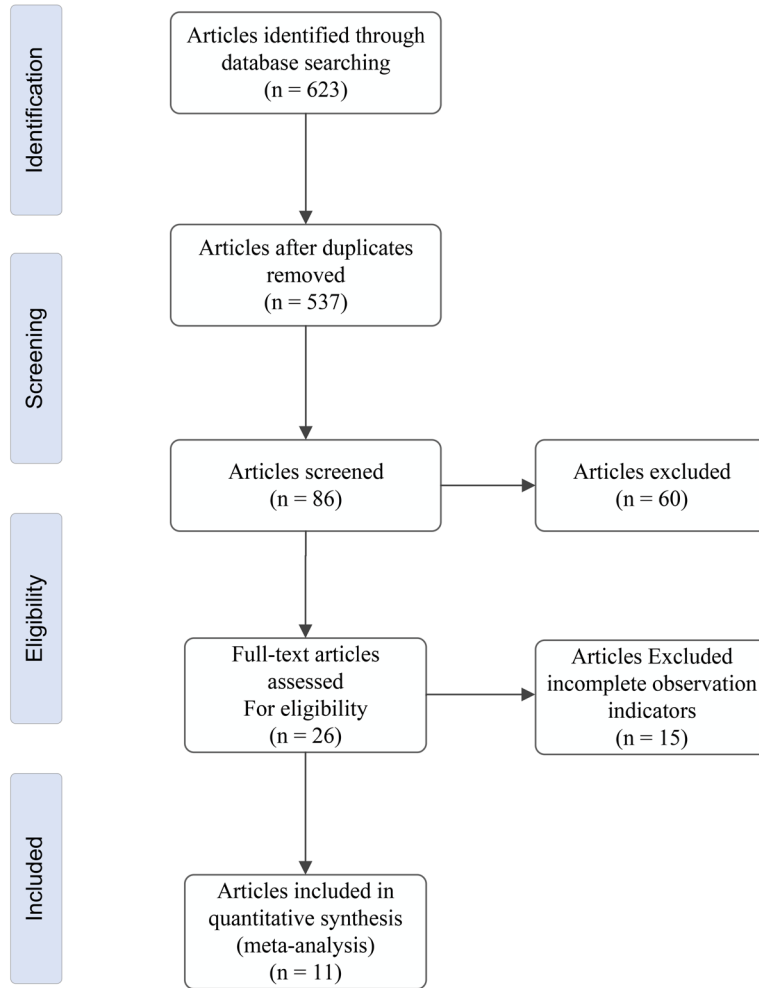 Identification
Articles identified through
database searching
(n = 623)
Articles after duplicates
removed
(n = 537)
Screening
Articles screened
(n = 86)
Articles excluded
(n = 60)
Eligibility
Full-text articles
assessed
For eligibility
(n = 26)
Articles Excluded
incomplete observation
indicators
(n = 15)
Included
Articles included in
quantitative synthesis
(meta-analysis)
(n = 11)